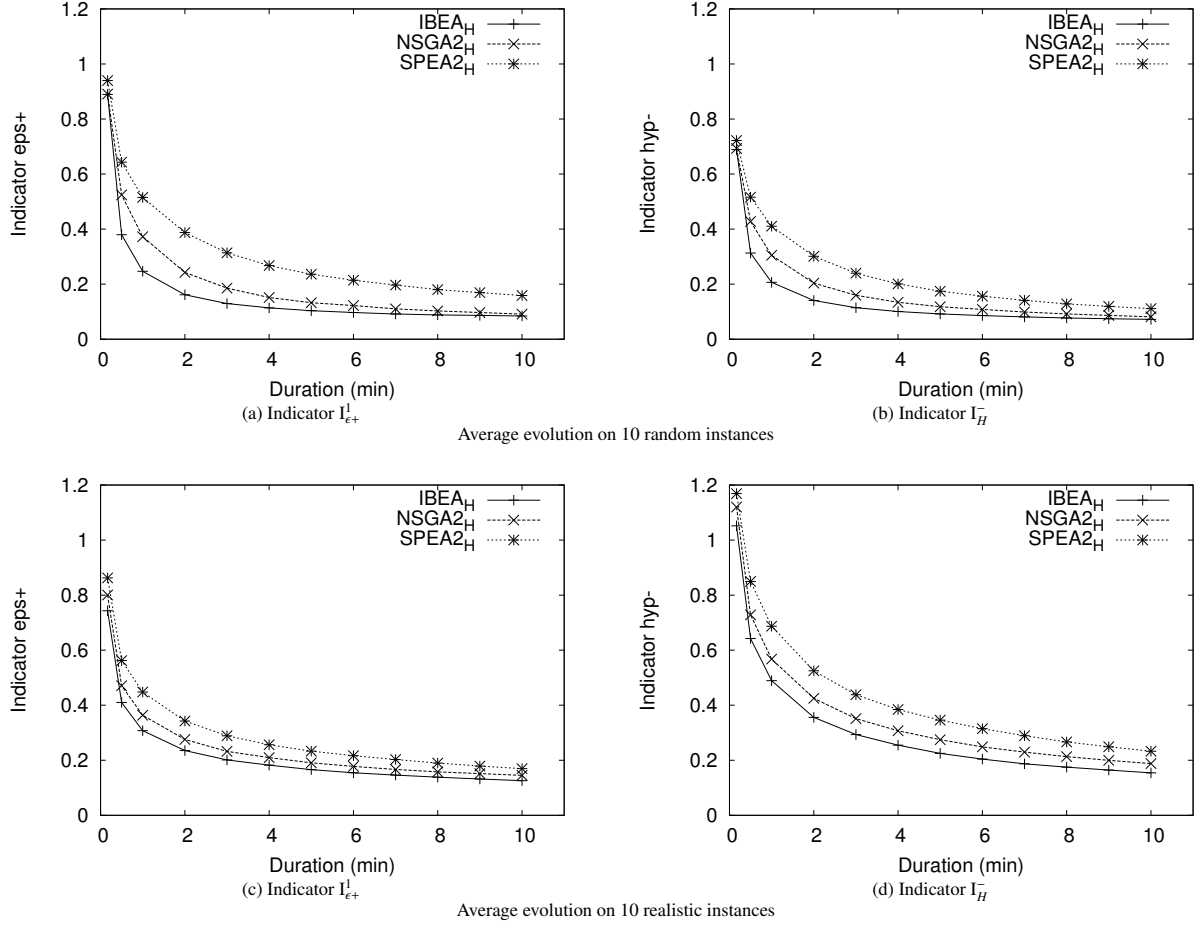 1.2
1
0.8
0.6
0.4
0.2
0
0 2 4 6 8 10
Indicator eps+
Duration (min)
IBEA_H
NSGA2_H
SPEA2_H
(a) Indicator I¹_ϵ+
1.2
1
0.8
0.6
0.4
0.2
0
0 2 4 6 8 10
Indicator hyp-
Duration (min)
IBEA_H
NSGA2_H
SPEA2_H
(b) Indicator I⁻_H
Average evolution on 10 random instances
1.2
1
0.8
0.6
0.4
0.2
0
0 2 4 6 8 10
Indicator eps+
Duration (min)
IBEA_H
NSGA2_H
SPEA2_H
(c) Indicator I¹_ϵ+
1.2
1
0.8
0.6
0.4
0.2
0
0 2 4 6 8 10
Indicator hyp-
Duration (min)
IBEA_H
NSGA2_H
SPEA2_H
(d) Indicator I⁻_H
Average evolution on 10 realistic instances